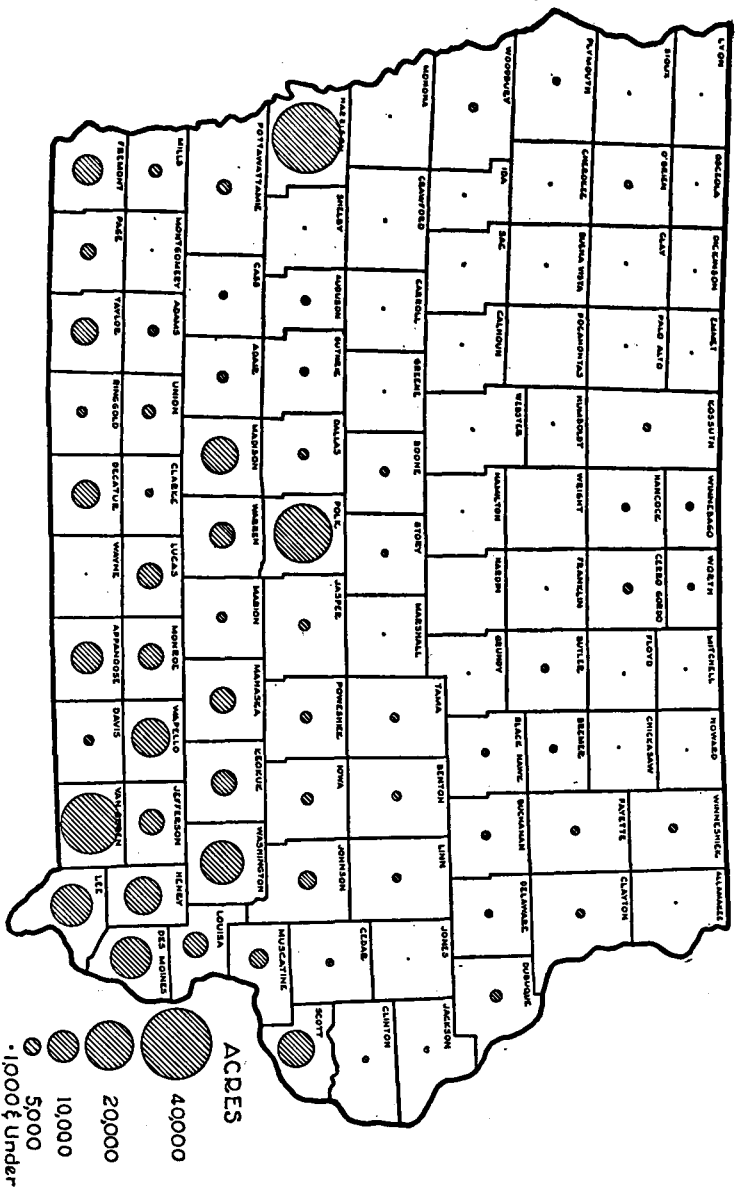 LYON
OSCEOLA
DICKINSON
EMMET
KOSSUTH
WINNEBAGO
WORTH
MITCHELL
HOWARD
WINNESHIEK
ALLAMAKEE
SIOUX
O'BRIEN
CLAY
PALO ALTO
HANCOCK
CERRO GORDO
FLOYD
CHICKASAW
FAYETTE
CLAYTON
PLYMOUTH
CHEROKEE
BUENA VISTA
POCAHONTAS
HUMBOLDT
WRIGHT
FRANKLIN
BUTLER
BREMER
WOODBURY
IDA
SAC
CALHOUN
WEBSTER
HAMILTON
HARDIN
GRUNDY
BLACK HAWK
BUCHANAN
DELAWARE
DUBUQUE
MONONA
CRAWFORD
CARROLL
GREENE
BOONE
STORY
MARSHALL
TAMA
BENTON
LINN
JONES
JACKSON
HARRISON
SHELBY
AUDUBON
GUTHRIE
DALLAS
POLK
JASPER
POWESHIEK
IOWA
JOHNSON
CEDAR
CLINTON
SCOTT
MUSCATINE
POTTAWATTAMIE
CASS
ADAIR
MADISON
WARREN
MARION
MAHASKA
KEOKUK
WASHINGTON
LOUISA
MILLS
MONTGOMERY
ADAMS
UNION
CLARKE
LUCAS
MONROE
WAPELLO
JEFFERSON
HENRY
DES MOINES
FREMONT
PAGE
TAYLOR
RINGGOLD
DECATUR
WAYNE
APPANOOSE
DAVIS
VAN BUREN
LEE
ACRES
40,000
20,000
10,000
5,000
1,000 & Under